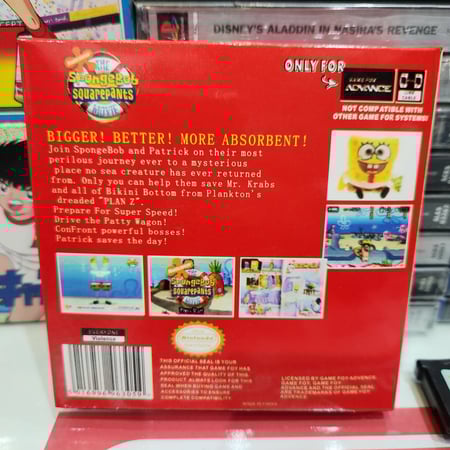 DISNEY'S ALADDIN IN NASIRA'S REVENGE
THE
SPONGEBOB
SQUAREPANTS
MOVIE
ONLY FOR
GAME FOY
ADVANCE
NOT COMPATIBLE WITH
OTHER GAME FOY SYSTEMS!
BIGGER! BETTER! MORE ABSORBENT!
Join SpongeBob and Patrick on their most
perilous journey ever to a mysterious
place no sea creature has ever returned
from. Only you can help them save Mr. Krabs
and all of Bikini Bottom from Plankton's
dreaded "PLAN Z".
Prepare For Super Speed!
Drive the Patty Wagon!
ConFront powerful bosses!
Patrick saves the day!
SPONGEBOB
SQUAREPANTS
EVERYONE
Violence
THIS OFFICIAL SEAL IS YOUR
ASSURANCE THAT GAME FOY HAS
APPROVED THE QUALITY OF THIS
PRODUCT ALWAYS LOOK FOR THIS
SEAL WHEN BUYING GAME AND
ACCESSORIES TO ENSURE
COMPLETE COMPATIBILITY.
LICENSED BY GAME FOY ADVANCE.
GAME FOY, GAME FOY
ADVANCE AND THE OFFICIAL SEAL
ARE TRADEMARKS OF GAME FOY
ADVANCE.